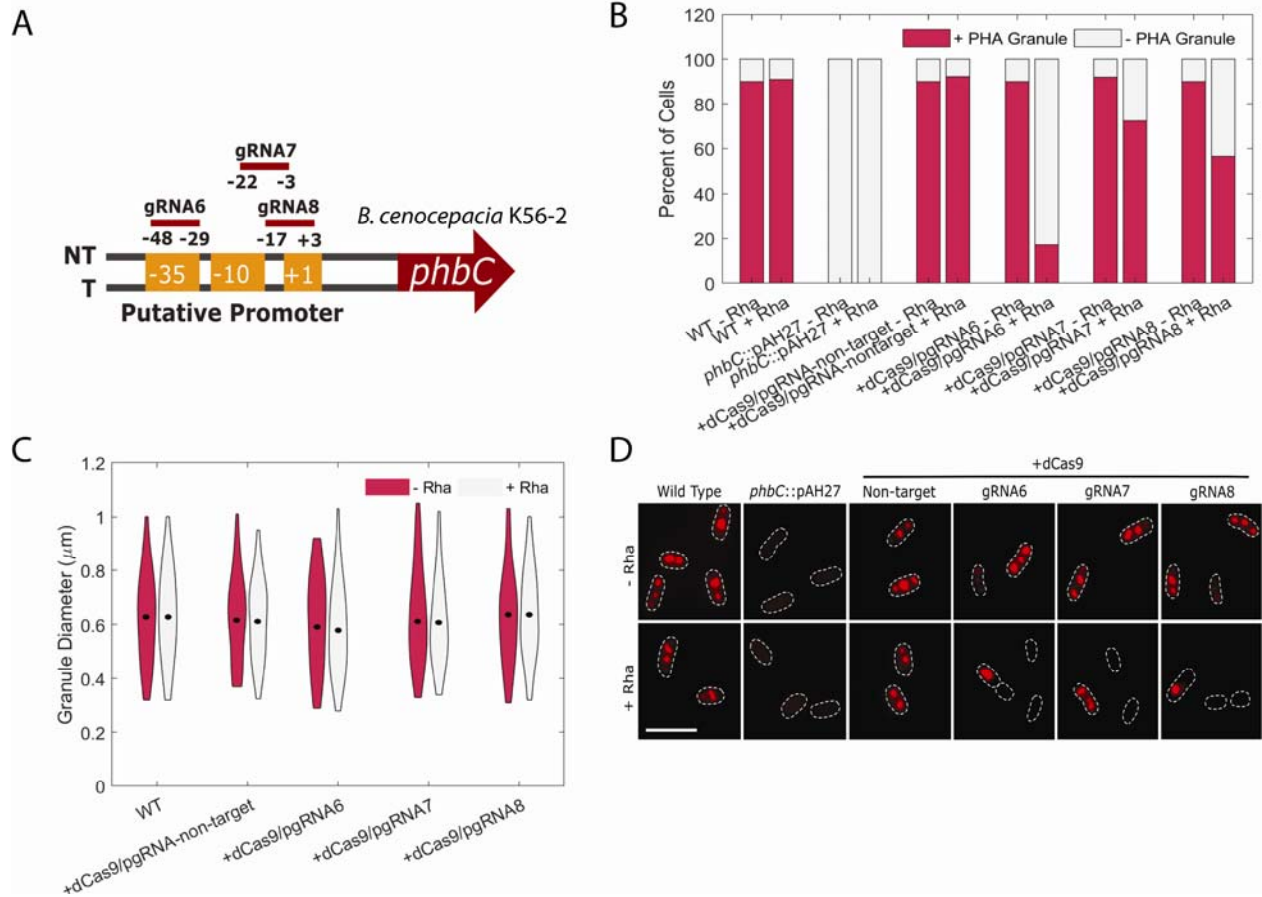 A
gRNA7
-22 -3
gRNA6 gRNA8
-48 -29 -17 +3
B. cenocepacia K56-2
NT
T
-35 -10 +1
phbC
Putative Promoter
B
+ PHA Granule - PHA Granule
Percent of Cells
120
100
80
60
40
20
0
WT - Rha
WT + Rha
phbC::pAH27 - Rha
phbC::pAH27 + Rha
+dCas9/pgRNA-non-target - Rha
+dCas9/pgRNA-nontarget + Rha
+dCas9/pgRNA6 - Rha
+dCas9/pgRNA6 + Rha
+dCas9/pgRNA7 - Rha
+dCas9/pgRNA7 + Rha
+dCas9/pgRNA8 - Rha
+dCas9/pgRNA8 + Rha
C
- Rha + Rha
Granule Diameter (μm)
1.2
1
0.8
0.6
0.4
0.2
0
WT
+dCas9/pgRNA-non-target
+dCas9/pgRNA6
+dCas9/pgRNA7
+dCas9/pgRNA8
D
+dCas9
Wild Type phbC::pAH27 Non-target gRNA6 gRNA7 gRNA8
- Rha
+ Rha